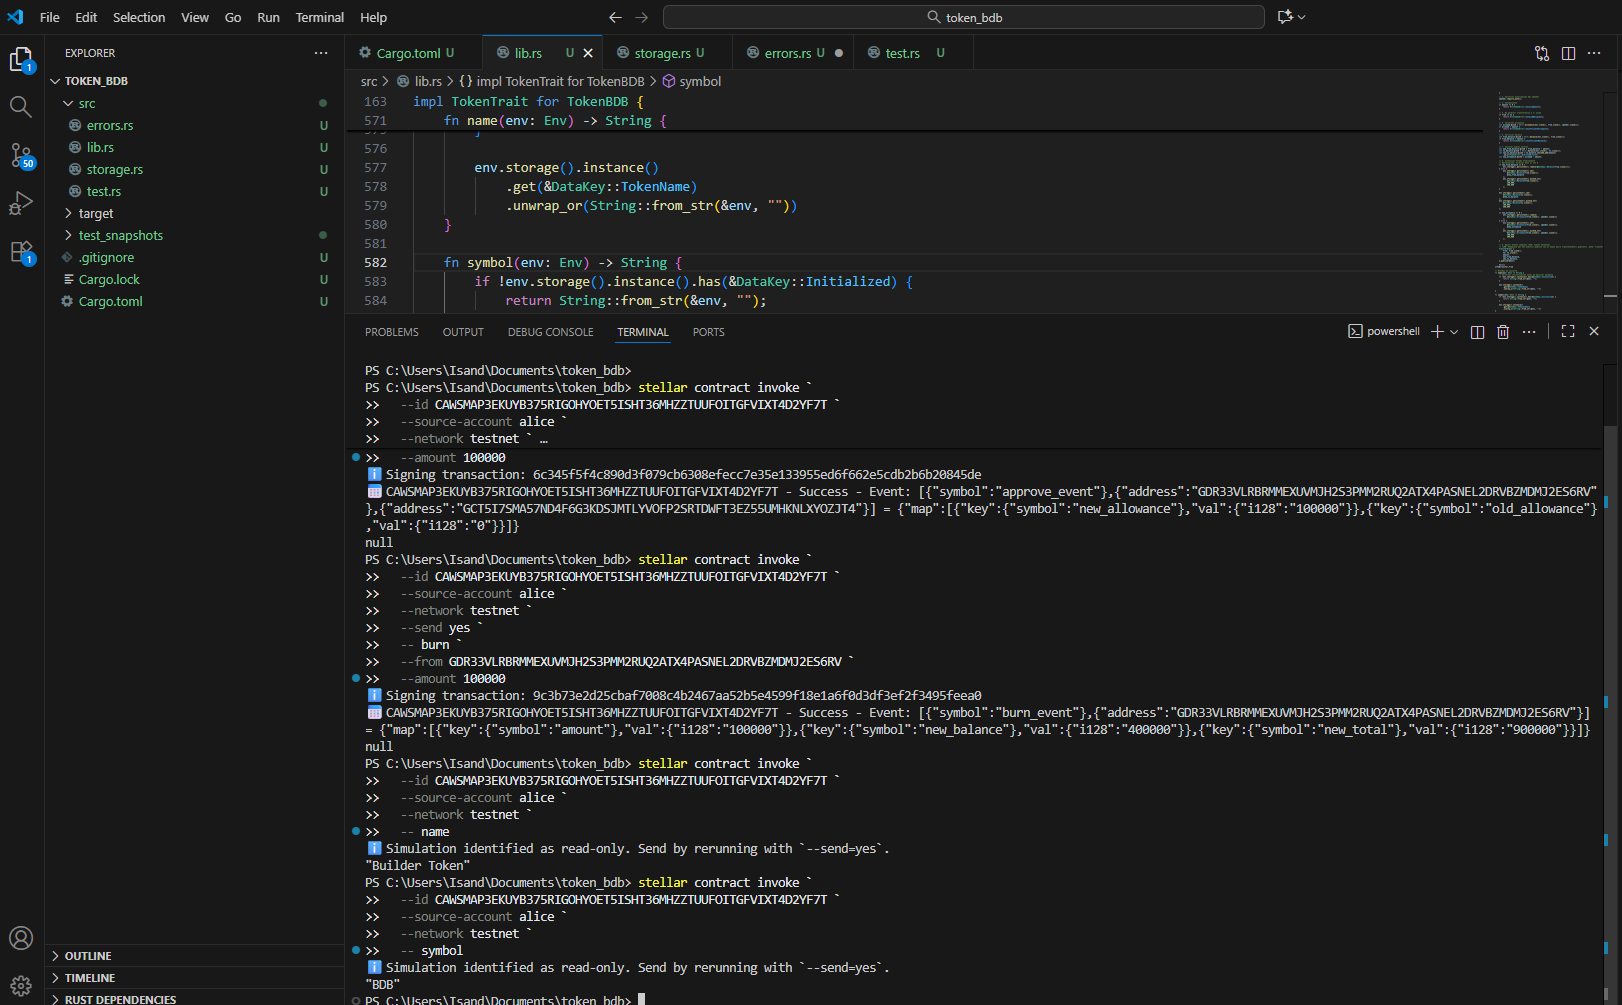 File Edit Selection View Go Run Terminal Help
token_bdb
EXPLORER
TOKEN_BDB
src
errors.rs U
lib.rs U
storage.rs U
test.rs U
target
test_snapshots
.gitignore U
Cargo.lock U
Cargo.toml U
OUTLINE
TIMELINE
RUST DEPENDENCIES
1
50
1
Cargo.toml U
lib.rs U
storage.rs U
errors.rs U
test.rs U
src > lib.rs > {} impl TokenTrait for TokenBDB > symbol
163 impl TokenTrait for TokenBDB {
571 fn name(env: Env) -> String {
576
577 env.storage().instance()
578 .get(&DataKey::TokenName)
579 .unwrap_or(String::from_str(&env, ""))
580 }
581
582 fn symbol(env: Env) -> String {
583 if !env.storage().instance().has(&DataKey::Initialized) {
584 return String::from_str(&env, "");
PROBLEMS OUTPUT DEBUG CONSOLE TERMINAL PORTS
powershell
PS C:\Users\Isand\Documents\token_bdb>
PS C:\Users\Isand\Documents\token_bdb> stellar contract invoke `
>> --id CAWSMAP3EKUYB375RIGOHYOET5ISHT36MHZZTUUFOITGFVIXT4D2YF7T `
>> --source-account alice `
>> --network testnet ` …
>> --amount 100000
Signing transaction: 6c345f5f4c890d3f079cb6308efecc7e35e133955ed6f662e5cdb2b6b20845de
CAWSMAP3EKUYB375RIGOHYOET5ISHT36MHZZTUUFOITGFVIXT4D2YF7T - Success - Event: [{"symbol":"approve_event"},{"address":"GDR33VLRBRMMEXUVMJH2S3PMM2RUQ2ATX4PASNEL2DRVBZMDMJ2ES6RV"
},{"address":"GCT5I7SMA57ND4F6G3KDSJMTLYVOFP2SRTDWFT3EZ55UMHKNLXYOZJT4"}] = {"map":[{"key":{"symbol":"new_allowance"},"val":{"i128":"100000"}},{"key":{"symbol":"old_allowance"}
,"val":{"i128":"0"}}]}
null
PS C:\Users\Isand\Documents\token_bdb> stellar contract invoke `
>> --id CAWSMAP3EKUYB375RIGOHYOET5ISHT36MHZZTUUFOITGFVIXT4D2YF7T `
>> --source-account alice `
>> --network testnet `
>> --send yes `
>> -- burn `
>> --from GDR33VLRBRMMEXUVMJH2S3PMM2RUQ2ATX4PASNEL2DRVBZMDMJ2ES6RV `
>> --amount 100000
Signing transaction: 9c3b73e2d25cbaf7008c4b2467aa52b5e4599f18e1a6f0d3df3ef2f3495feea0
CAWSMAP3EKUYB375RIGOHYOET5ISHT36MHZZTUUFOITGFVIXT4D2YF7T - Success - Event: [{"symbol":"burn_event"},{"address":"GDR33VLRBRMMEXUVMJH2S3PMM2RUQ2ATX4PASNEL2DRVBZMDMJ2ES6RV"}]
= {"map":[{"key":{"symbol":"amount"},"val":{"i128":"100000"}},{"key":{"symbol":"new_balance"},"val":{"i128":"400000"}},{"key":{"symbol":"new_total"},"val":{"i128":"900000"}}]}
null
PS C:\Users\Isand\Documents\token_bdb> stellar contract invoke `
>> --id CAWSMAP3EKUYB375RIGOHYOET5ISHT36MHZZTUUFOITGFVIXT4D2YF7T `
>> --source-account alice `
>> --network testnet `
>> -- name
Simulation identified as read-only. Send by rerunning with `--send=yes`.
"Builder Token"
PS C:\Users\Isand\Documents\token_bdb> stellar contract invoke `
>> --id CAWSMAP3EKUYB375RIGOHYOET5ISHT36MHZZTUUFOITGFVIXT4D2YF7T `
>> --source-account alice `
>> --network testnet `
>> -- symbol
Simulation identified as read-only. Send by rerunning with `--send=yes`.
"BDB"
PS C:\Users\Isand\Documents\token_bdb>